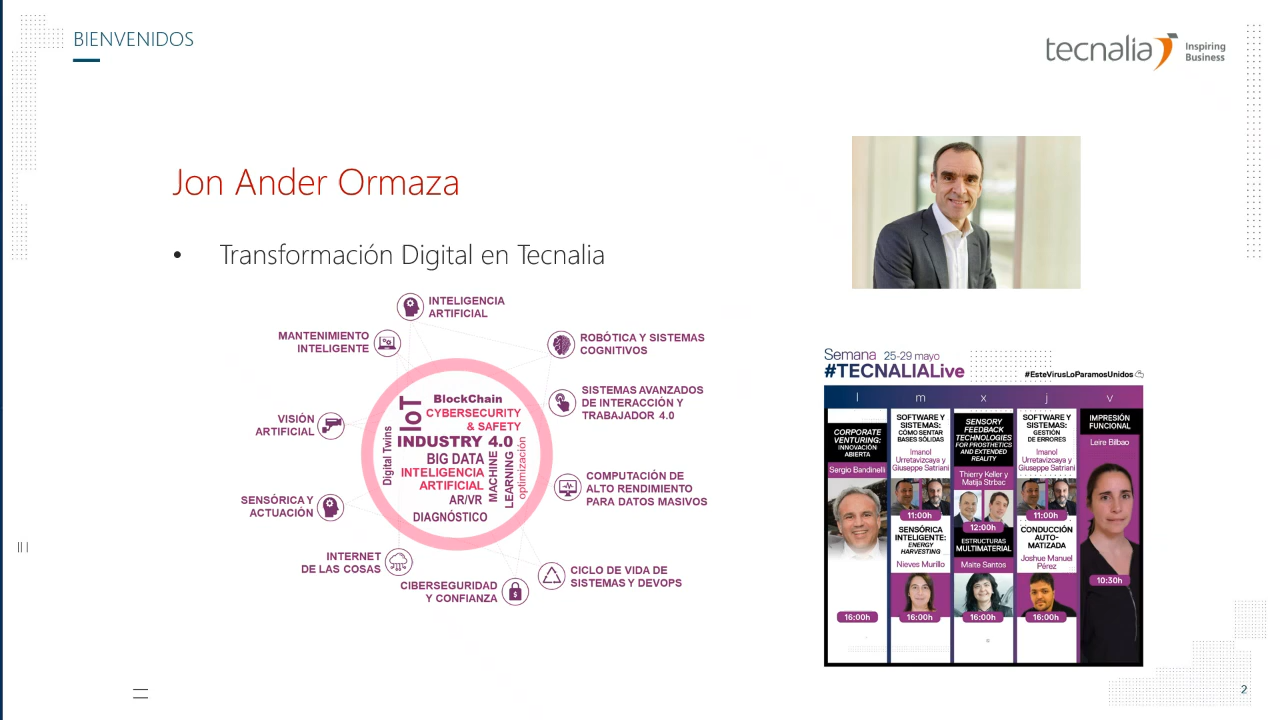 BIENVENIDOS
tecnalia
Inspiring
Business
Jon Ander Ormaza
• Transformación Digital en Tecnalia
INTELIGENCIA
ARTIFICIAL
MANTENIMIENTO
INTELIGENTE
ROBÓTICA Y SISTEMAS
COGNITIVOS
SISTEMAS AVANZADOS
DE INTERACCIÓN Y
TRABAJADOR 4.0
VISIÓN
ARTIFICIAL
IoT
BlockChain
CYBERSECURITY
& SAFETY
Digital Twins
INDUSTRY 4.0
BIG DATA
INTELIGENCIA
ARTIFICIAL
MACHINE
LEARNING
optimización
AR/VR
DIAGNÓSTICO
COMPUTACIÓN DE
ALTO RENDIMIENTO
PARA DATOS MASIVOS
SENSÓRICA Y
ACTUACIÓN
INTERNET
DE LAS COSAS
CIBERSEGURIDAD
Y CONFIANZA
CICLO DE VIDA DE
SISTEMAS Y DEVOPS
Semana 25-29 mayo
#TECNALIALive
#EsteVirusLoParamosUnidos
l m x j v
CORPORATE
VENTURING:
INNOVACIÓN
ABIERTA
Sergio Bandinelli
16:00h
SOFTWARE Y
SISTEMAS:
CÓMO SENTAR
BASES SÓLIDAS
Imanol
Urretavizcaya y
Giuseppe Satriani
11:00h
SENSÓRICA
INTELIGENTE:
ENERGY
HARVESTING
Nieves Murillo
16:00h
SENSORY
FEEDBACK
TECHNOLOGIES
FOR PROSTHETICS
AND EXTENDED
REALITY
Thierry Keller y
Matija Strbac
12:00h
ESTRUCTURAS
MULTIMATERIAL
Maite Santos
16:00h
SOFTWARE Y
SISTEMAS:
GESTIÓN
DE ERRORES
Imanol
Urretavizcaya y
Giuseppe Satriani
11:00h
CONDUCCIÓN
AUTO-
MATIZADA
Joshue Manuel
Pérez
16:00h
IMPRESIÓN
FUNCIONAL
Leire Bilbao
10:30h
2